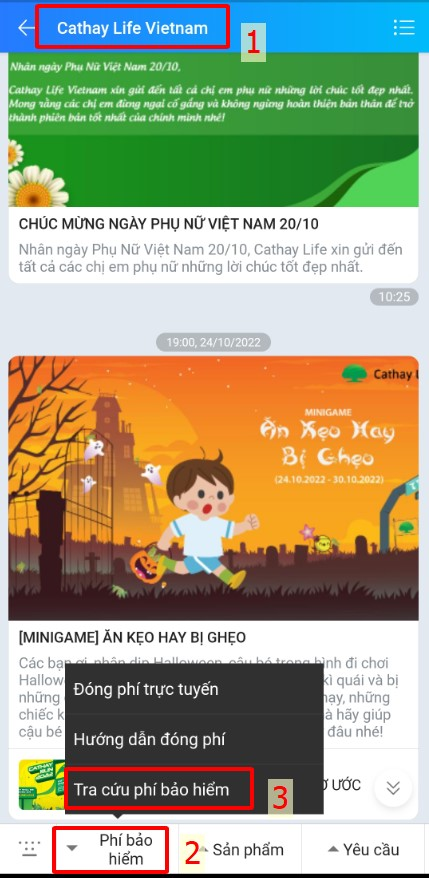 Cathay Life Vietnam
1
Nhân ngày Phụ Nữ Việt Nam 20/10,
Cathay Life Vietnam xin gửi đến tất cả chị em phụ nữ những lời chúc tốt đẹp nhất.
Mong rằng các chị em đừng ngại cố gắng và không ngừng hoàn thiện bản thân để trở
thành phiên bản tốt nhất của chính mình nhé!
CHÚC MỪNG NGÀY PHỤ NỮ VIỆT NAM 20/10
Nhân ngày Phụ Nữ Việt Nam 20/10, Cathay Life xin gửi đến
tất cả các chị em phụ nữ những lời chúc tốt đẹp nhất.
10:25
19:00, 24/10/2022
Cathay L
MINIGAME
Ăn Kẹo Hay
Bị Ghẹo
(24.10.2022 - 30.10.2022)
[MINIGAME] ĂN KẸO HAY BỊ GHẸO
Các bạn ơi, nhân dịp Halloween, cậu bé trong hình đi chơi
Hallow kì quái và bị
những những
chiếc k là hãy giúp
cậu bé đâu nhé!
Đóng phí trực tuyến
Hướng dẫn đóng phí
Tra cứu phí bảo hiểm
3
CATHAY
RUN
2022
ƯỚC
Phí bảo
hiểm
2
Sản phẩm
Yêu cầu